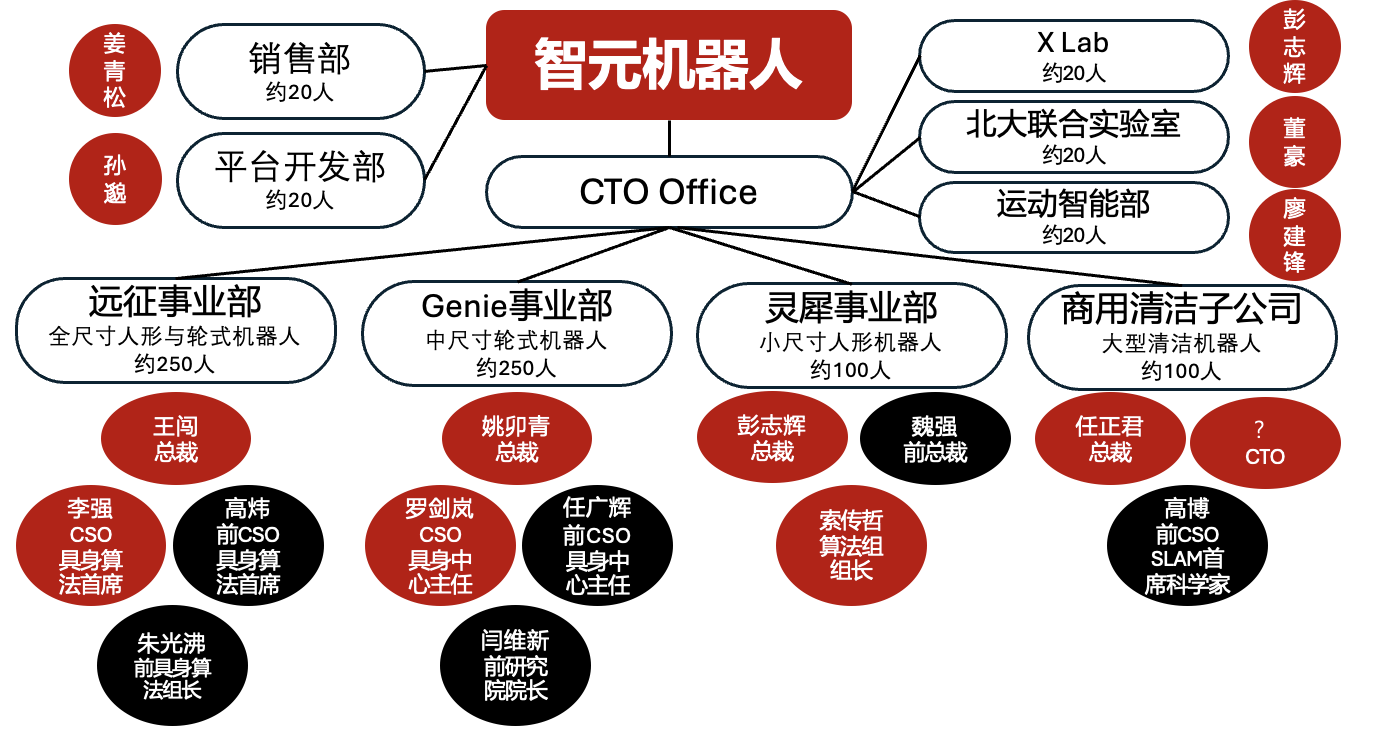 智元机器人
姜
青
松
销售部
约20人
孙
邈
平台开发部
约20人
CTO Office
X Lab
约20人
彭
志
辉
北大联合实验室
约20人
董
豪
运动智能部
约20人
廖
建
锋
远征事业部
全尺寸人形与轮式机器人
约250人
王闯
总裁
李强
CSO
具身算
法首席
高炜
前CSO
具身算
法首席
朱光沸
前具身算
法组长
Genie事业部
中尺寸轮式机器人
约250人
姚卯青
总裁
罗剑岚
CSO
具身中
心主任
任广辉
前CSO
具身中
心主任
闫维新
前研究
院院长
灵犀事业部
小尺寸人形机器人
约100人
彭志辉
总裁
魏强
前总裁
索传哲
算法组
组长
商用清洁子公司
大型清洁机器人
约100人
任正君
总裁
？
CTO
高博
前CSO
SLAM首
席科学家